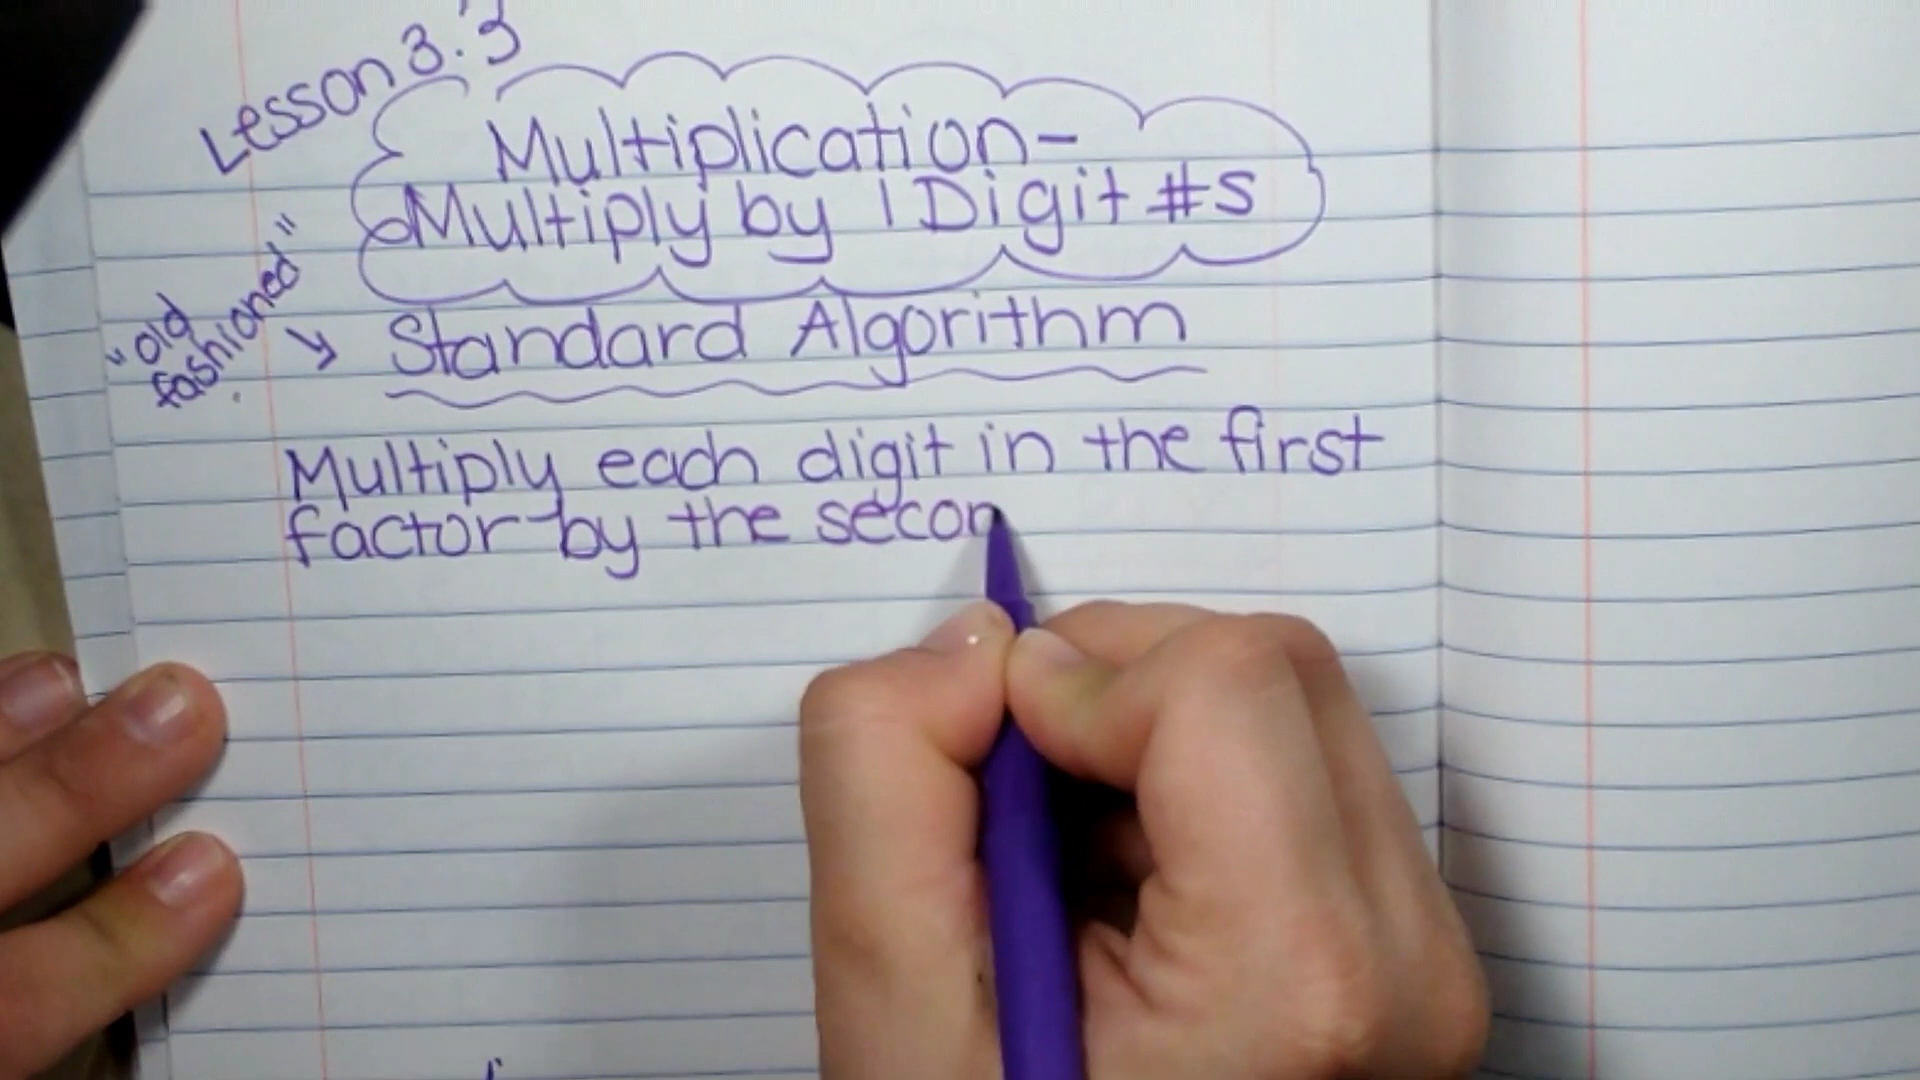 Lesson 3.3
Multiplication-
Multiply by 1 Digit #s
"old
fashioned"
Standard Algorithm
Multiply each digit in the first
factor by the secon